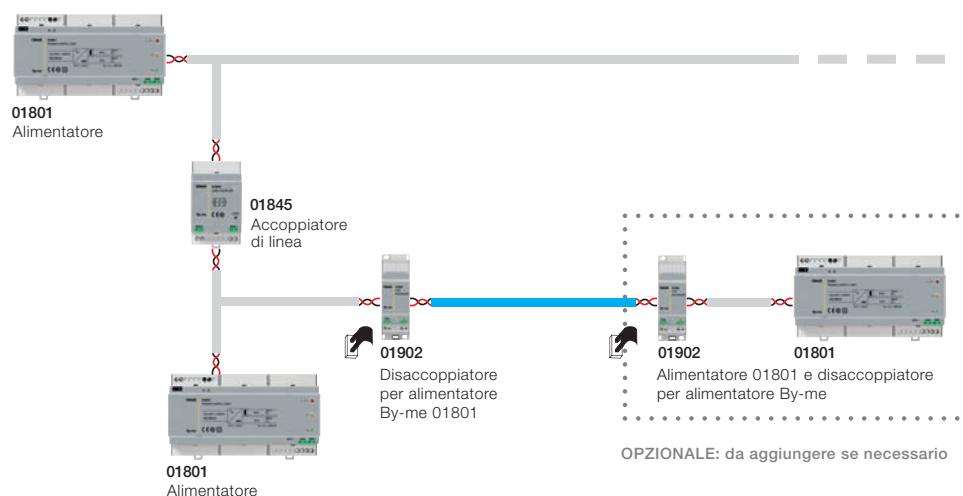 01801
Alimentatore
01845
Accoppiatore
di linea
01902
Disaccoppiatore
per alimentatore
By-me 01801
01902
01801
Alimentatore 01801 e disaccoppiatore
per alimentatore By-me
OPZIONALE: da aggiungere se necessario
01801
Alimentatore